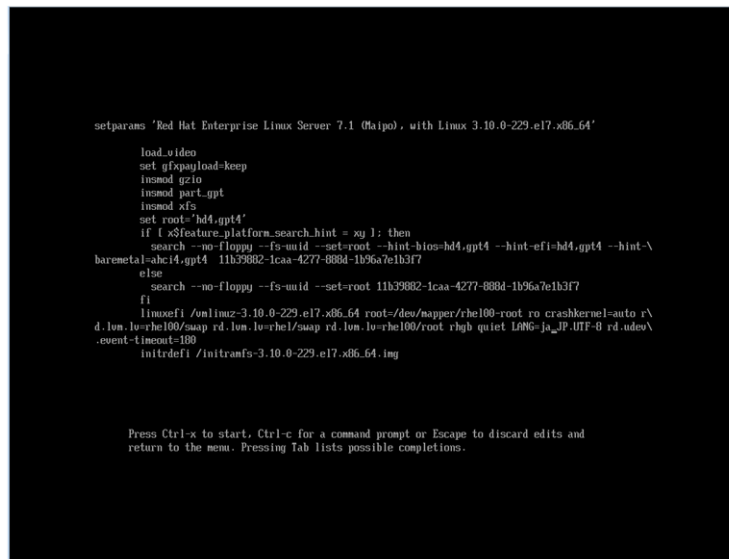 setparams 'Red Hat Enterprise Linux Server 7.1 (Maipo), with Linux 3.10.0-229.el7.x86_64'
load_video
set gfxpayload=keep
insmod gzio
insmod part_gpt
insmod xfs
set root='hd4,gpt4'
if [ x$feature_platform_search_hint = xy ]; then
search --no-floppy --fs-uuid --set=root --hint-bios=hd4,gpt4 --hint-efi=hd4,gpt4 --hint-\
baremetal=ahci4,gpt4  11b39882-1caa-4277-888d-1b96a7e1b3f7
else
search --no-floppy --fs-uuid --set=root 11b39882-1caa-4277-888d-1b96a7e1b3f7
fi
linuxefi /vmlinuz-3.10.0-229.el7.x86_64 root=/dev/mapper/rhel00-root ro crashkernel=auto r\
d.lvm.lv=rhel00/swap rd.lvm.lv=rhel/swap rd.lvm.lv=rhel00/root rhgb quiet LANG=ja_JP.UTF-8 rd.udev\
.event-timeout=180
initrdefi /initramfs-3.10.0-229.el7.x86_64.img
Press Ctrl-x to start, Ctrl-c for a command prompt or Escape to discard edits and
return to the menu. Pressing Tab lists possible completions.